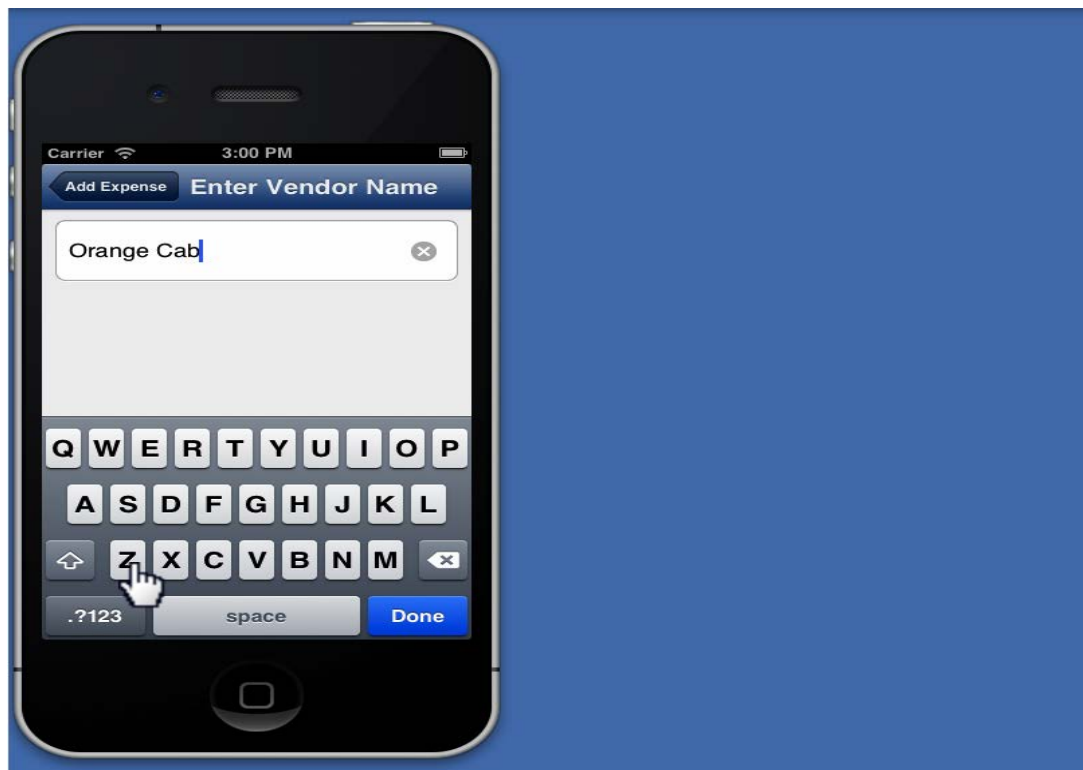 Carrier 3:00 PM
Add Expense Enter Vendor Name
Orange Cab
Q W E R T Y U I O P
A S D F G H J K L
Z X C V B N M
.?123 space Done